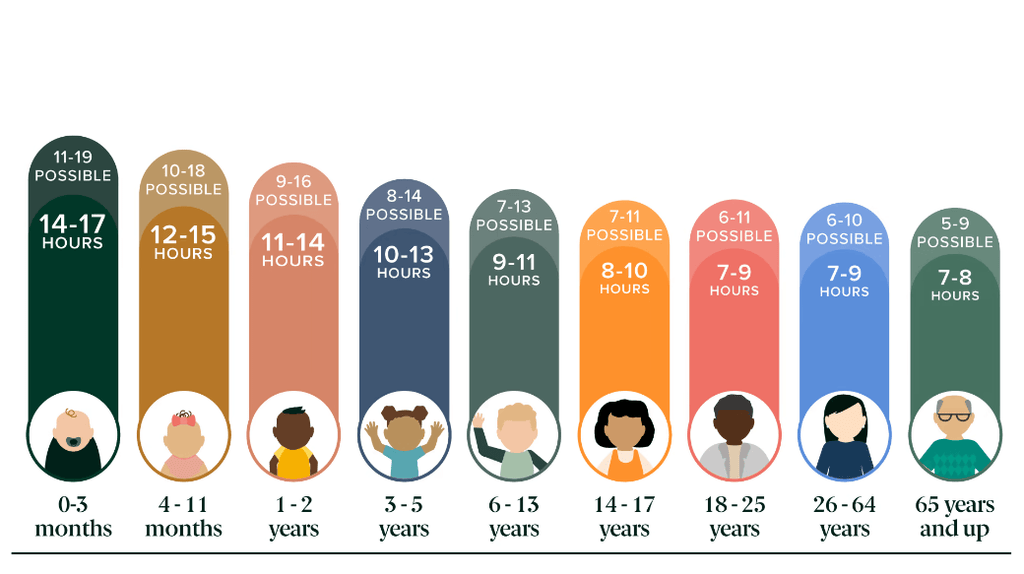 11-19
POSSIBLE
14-17
HOURS
0-3
months
10-18
POSSIBLE
12-15
HOURS
4 - 11
months
9-16
POSSIBLE
11-14
HOURS
1 - 2
years
8-14
POSSIBLE
10-13
HOURS
3 - 5
years
7-13
POSSIBLE
9-11
HOURS
6 - 13
years
7-11
POSSIBLE
8-10
HOURS
14 - 17
years
6-11
POSSIBLE
7-9
HOURS
18 - 25
years
6-10
POSSIBLE
7-9
HOURS
26 - 64
years
5-9
POSSIBLE
7-8
HOURS
65 years
and up